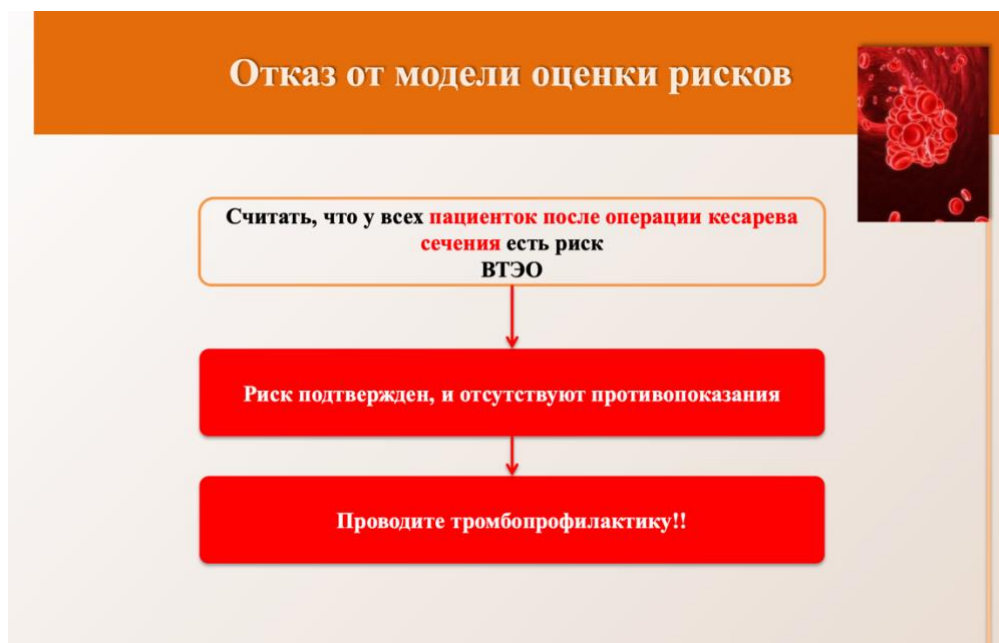 Отказ от модели оценки рисков
Считать, что у всех пациенток после операции кесарева
сечения есть риск
ВТЭО
Риск подтвержден, и отсутствуют противопоказания
Проводите тромбопрофилактику!!